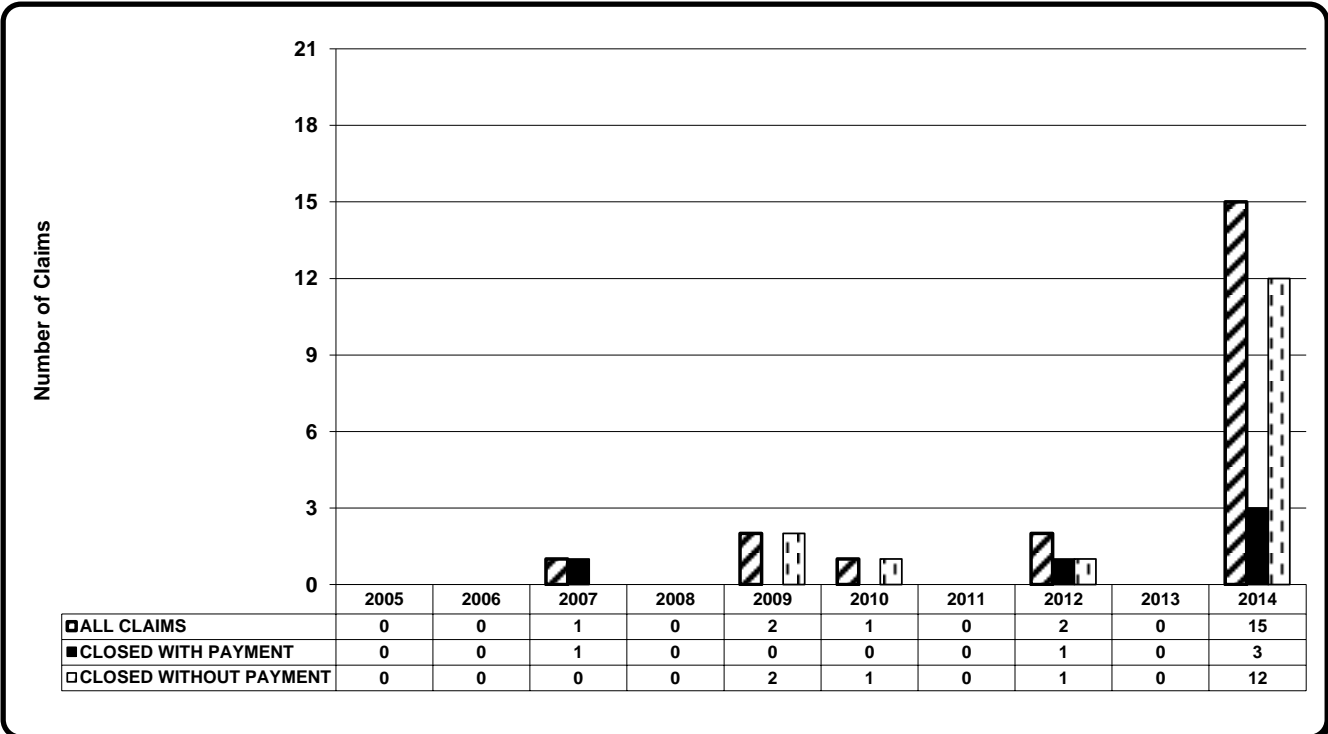 21
18
15
12
9
6
3
0
Number of Claims
2005 2006 2007 2008 2009 2010 2011 2012 2013 2014
ALL CLAIMS 0 0 1 0 2 1 0 2 0 15
CLOSED WITH PAYMENT 0 0 1 0 0 0 0 1 0 3
CLOSED WITHOUT PAYMENT 0 0 0 0 2 1 0 1 0 12